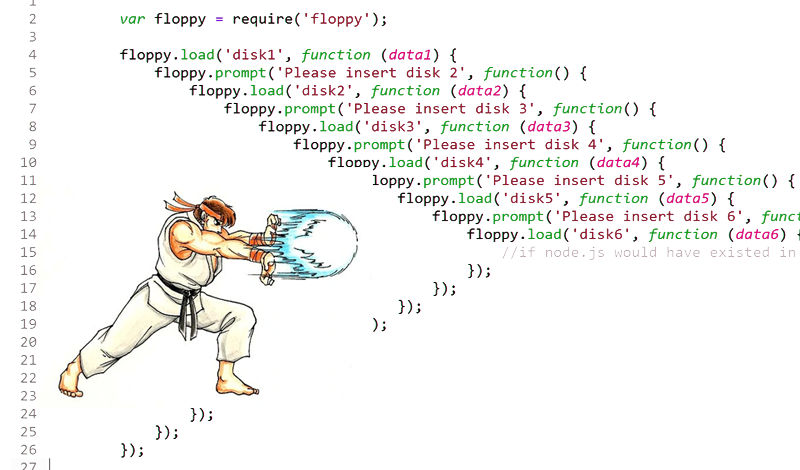 1
2 var floppy = require('floppy');
3
4 floppy.load('disk1', function (data1) {
5 floppy.prompt('Please insert disk 2', function() {
6 floppy.load('disk2', function (data2) {
7 floppy.prompt('Please insert disk 3', function() {
8 floppy.load('disk3', function (data3) {
9 floppy.prompt('Please insert disk 4', function() {
10 floppy.load('disk4', function (data4) {
11 loppy.prompt('Please insert disk 5', function() {
12 floppy.load('disk5', function (data5) {
13 floppy.prompt('Please insert disk 6', funct
14 floppy.load('disk6', function (data6) {
15 //if node.js would have existed in
16 });
17 });
18 });
19 );
20
21
22
23
24 });
25 });
26 });
27